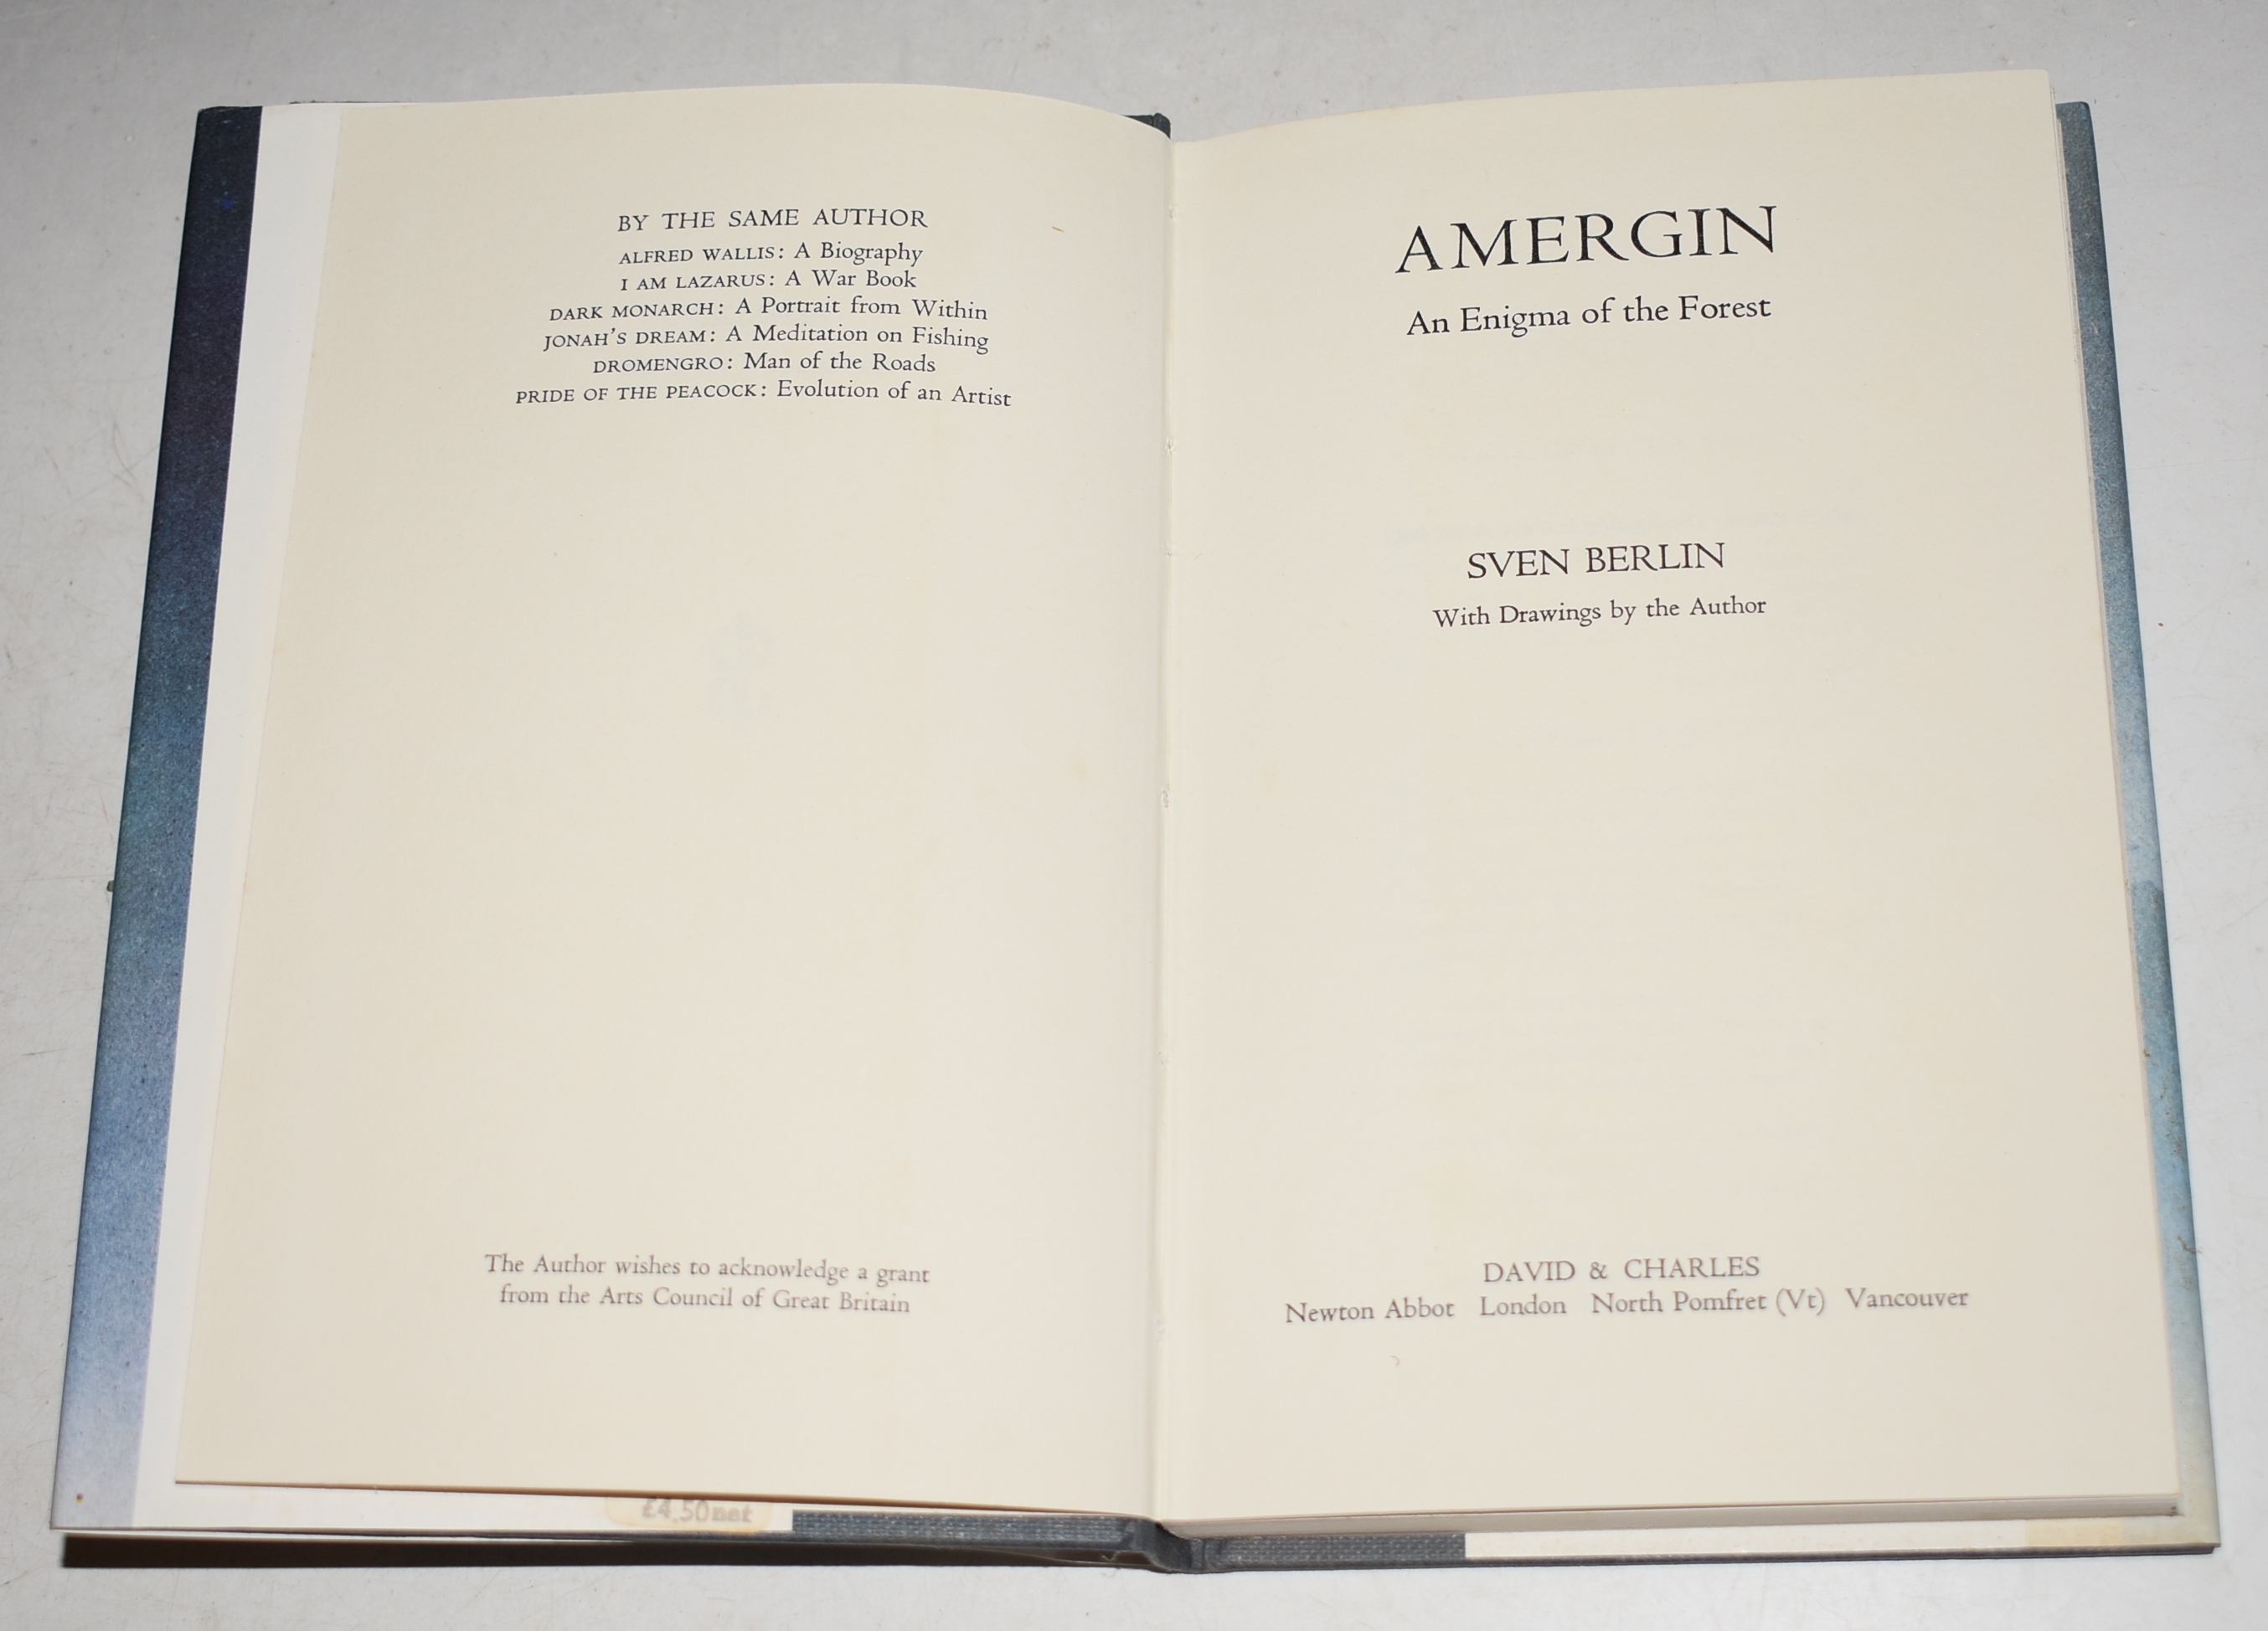 BY THE SAME AUTHOR
ALFRED WALLIS: A Biography
I AM LAZARUS: A War Book
DARK MONARCH: A Portrait from Within
JONAH'S DREAM: A Meditation on Fishing
DROMENGRO: Man of the Roads
PRIDE OF THE PEACOCK: Evolution of an Artist
The Author wishes to acknowledge a grant
from the Arts Council of Great Britain
£4.50 net
AMERGIN
An Enigma of the Forest
SVEN BERLIN
With Drawings by the Author
DAVID & CHARLES
Newton Abbot London North Pomfret (Vt) Vancouver